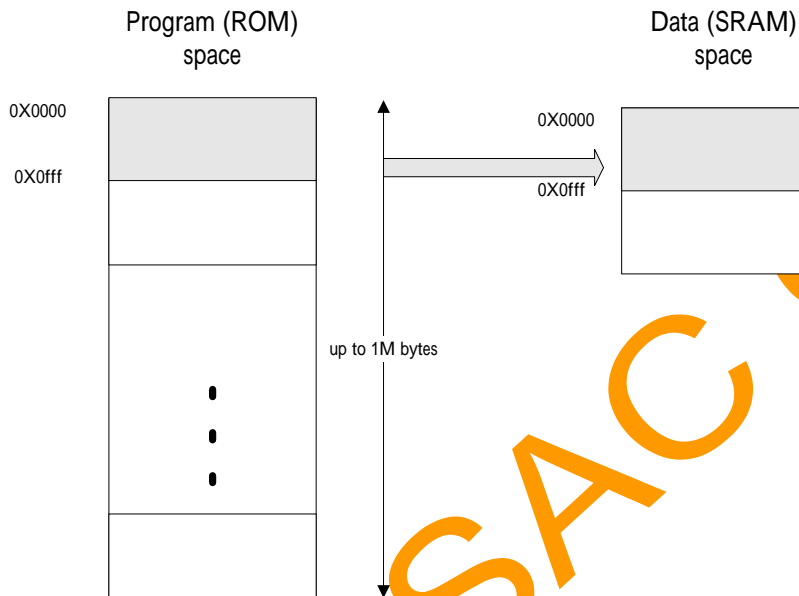 Program (ROM)
space
Data (SRAM)
space
0X0000
0X0fff
0X0000
0X0fff
up to 1M bytes
SAC